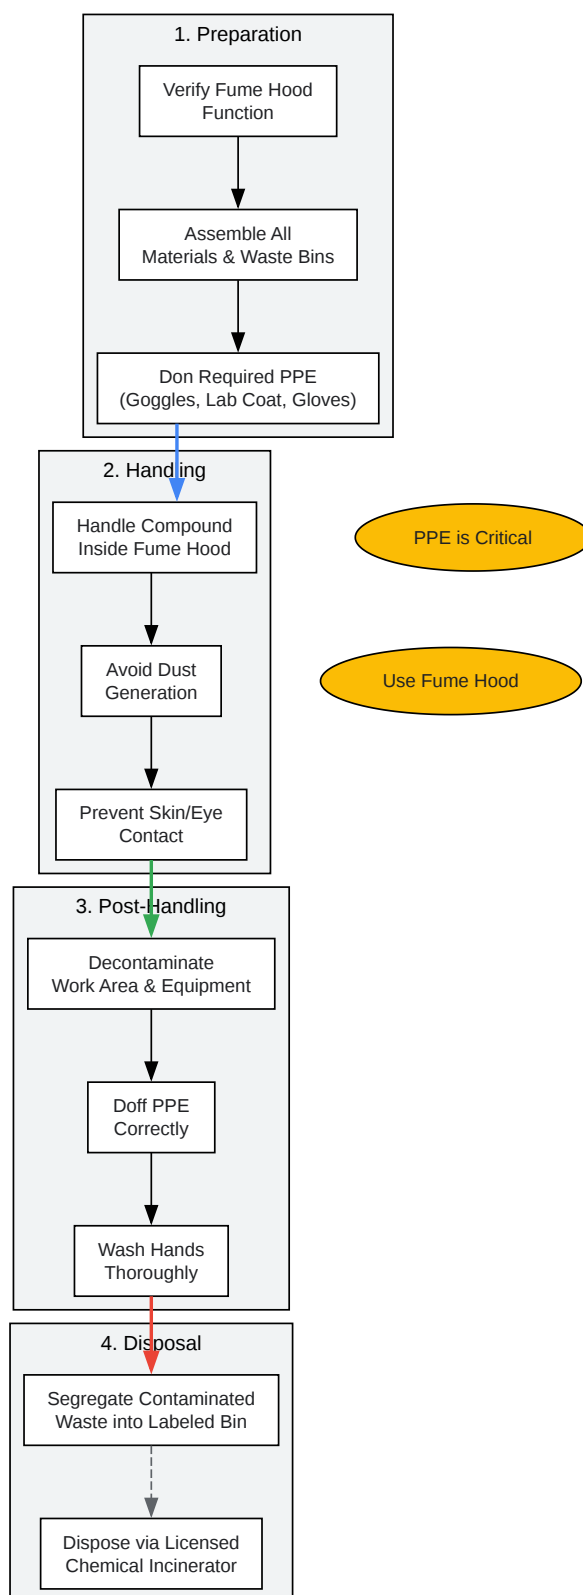 1. Preparation
Verify Fume Hood
Function
Assemble All
Materials & Waste Bins
Don Required PPE
(Goggles, Lab Coat, Gloves)
2. Handling
Handle Compound
Inside Fume Hood
PPE is Critical
Avoid Dust
Generation
Use Fume Hood
Prevent Skin/Eye
Contact
3. Post-Handling
Decontaminate
Work Area & Equipment
Doff PPE
Correctly
Wash Hands
Thoroughly
4. Disposal
Segregate Contaminated
Waste into Labeled Bin
Dispose via Licensed
Chemical Incinerator